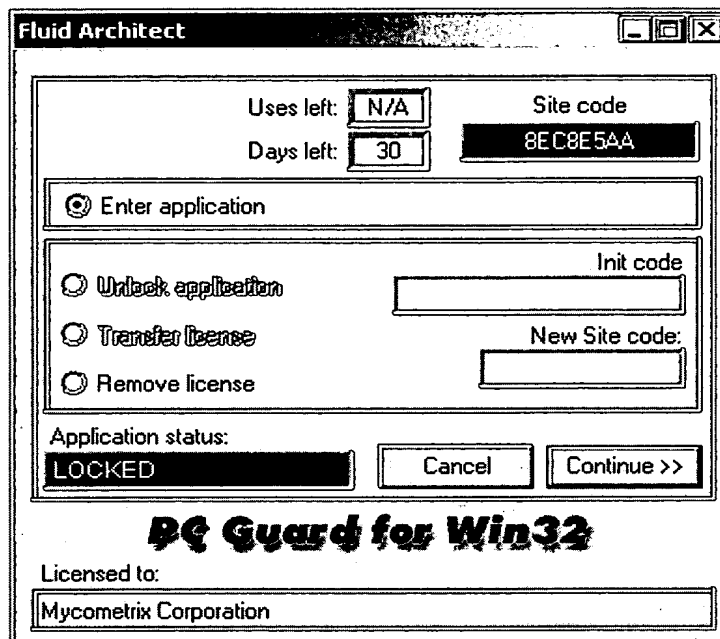 Fluid Architect
Uses left: N/A
Site code
Days left: 30
8EC8E5AA
Enter application
Init code
Unlock application
Transfer license
New Site code:
Remove license
Application status:
LOCKED
Cancel
Continue >>
PC Guard for Win32
Licensed to:
Mycometrix Corporation